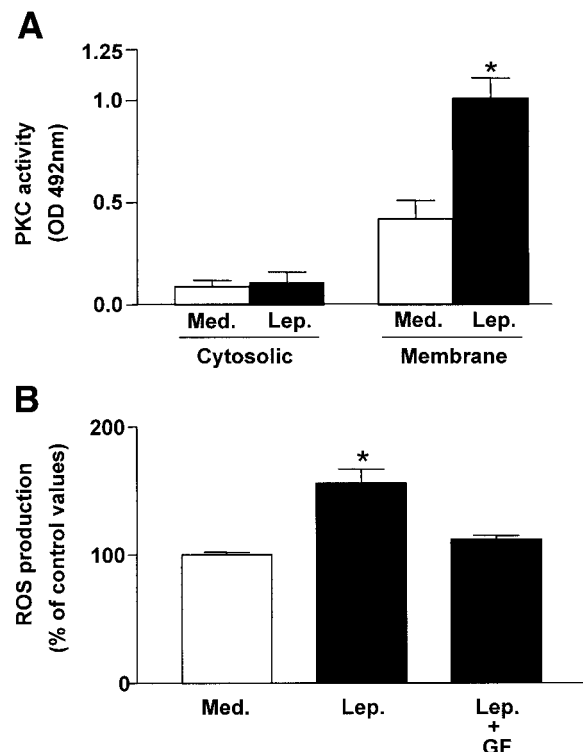 A
1.25
1.0
0.5
0.0
PKC activity
(OD 492nm)
*
Med. Lep. Med. Lep.
Cytosolic Membrane
B
200
100
0
ROS production
(% of control values)
*
Med. Lep. Lep.
+
GF